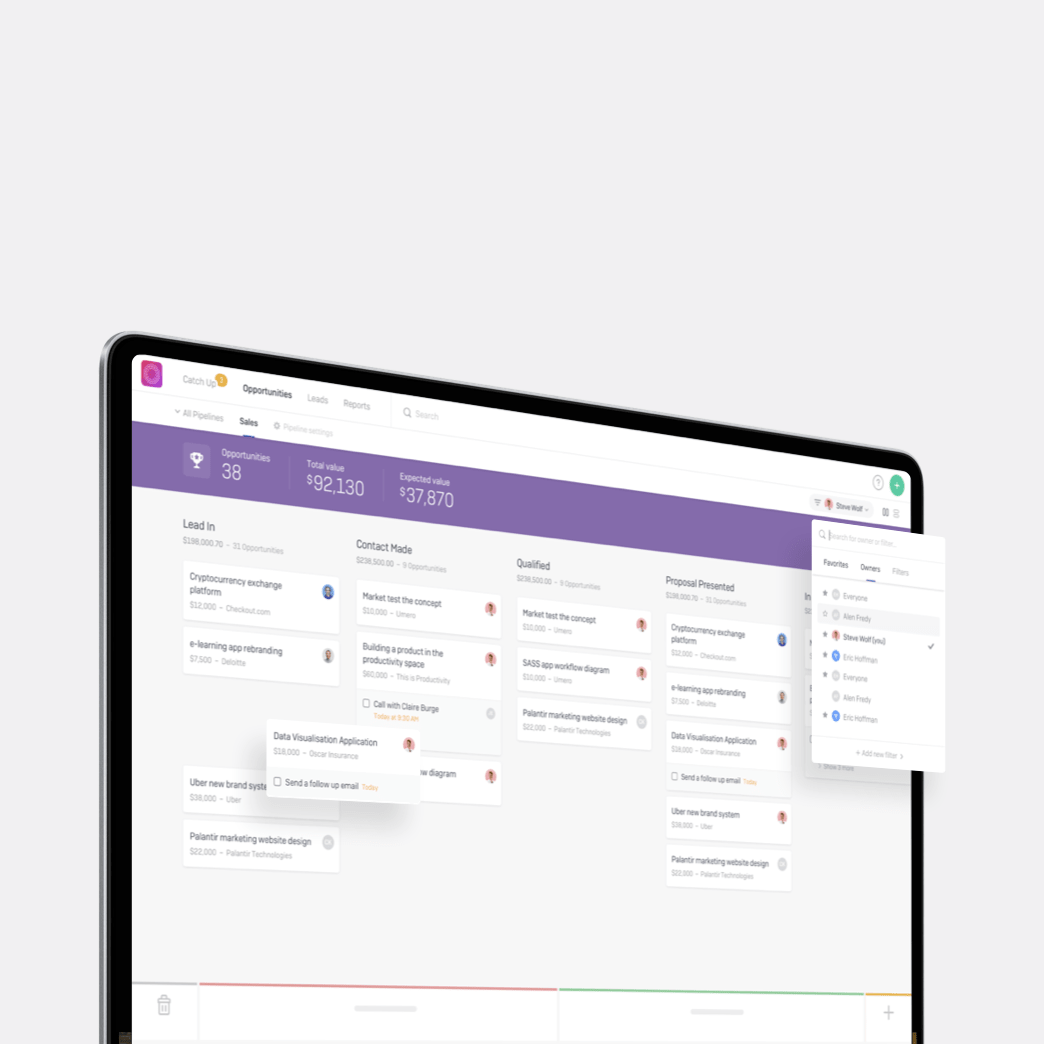 Catch Up
Opportunities
Leads
Reports
Search
All Pipelines
Sales
Pipeline settings
?
+
Opportunities
38
Total value
$92,130
Expected value
$37,870
Steve Wolf
Lead In
$198,000.70 – 31 Opportunities
Cryptocurrency exchange
platform
$12,000 – Checkout.com
e-learning app rebranding
$7,500 – Deloitte
Uber new brand syste
$38,000 – Uber
Palantir marketing website design
$22,000 – Palantir Technologies
Data Visualisation Application
$18,000 – Oscar Insurance
Send a follow up email Today
Contact Made
$238,500.00 – 9 Opportunities
Market test the concept
$10,000 – Umero
Building a product in the
productivity space
$60,000 – This is Productivity
Call with Claire Burge
Today at 9:30 AM
ow diagram
Qualified
$238,500.00 – 9 Opportunities
Market test the concept
$10,000 – Umero
SASS app workflow diagram
$10,000 – Umero
Palantir marketing website design
$22,000 – Palantir Technologies
Proposal Presented
$198,000.70 – 31 Opportunities
Cryptocurrency exchange
platform
$12,000 – Checkout.com
e-learning app rebranding
$7,500 – Deloitte
Data Visualisation Application
$18,000 – Oscar Insurance
Send a follow up email Today
Uber new brand system
$38,000 – Uber
Palantir marketing website design
$22,000 – Palantir Technologies
In
Search for owner or filter...
Favorites
Owners
Filters
Everyone
Alen Fredy
Steve Wolf (you)
Eric Hoffman
Everyone
Alen Fredy
Eric Hoffman
+ Add new filter
Show 3 more